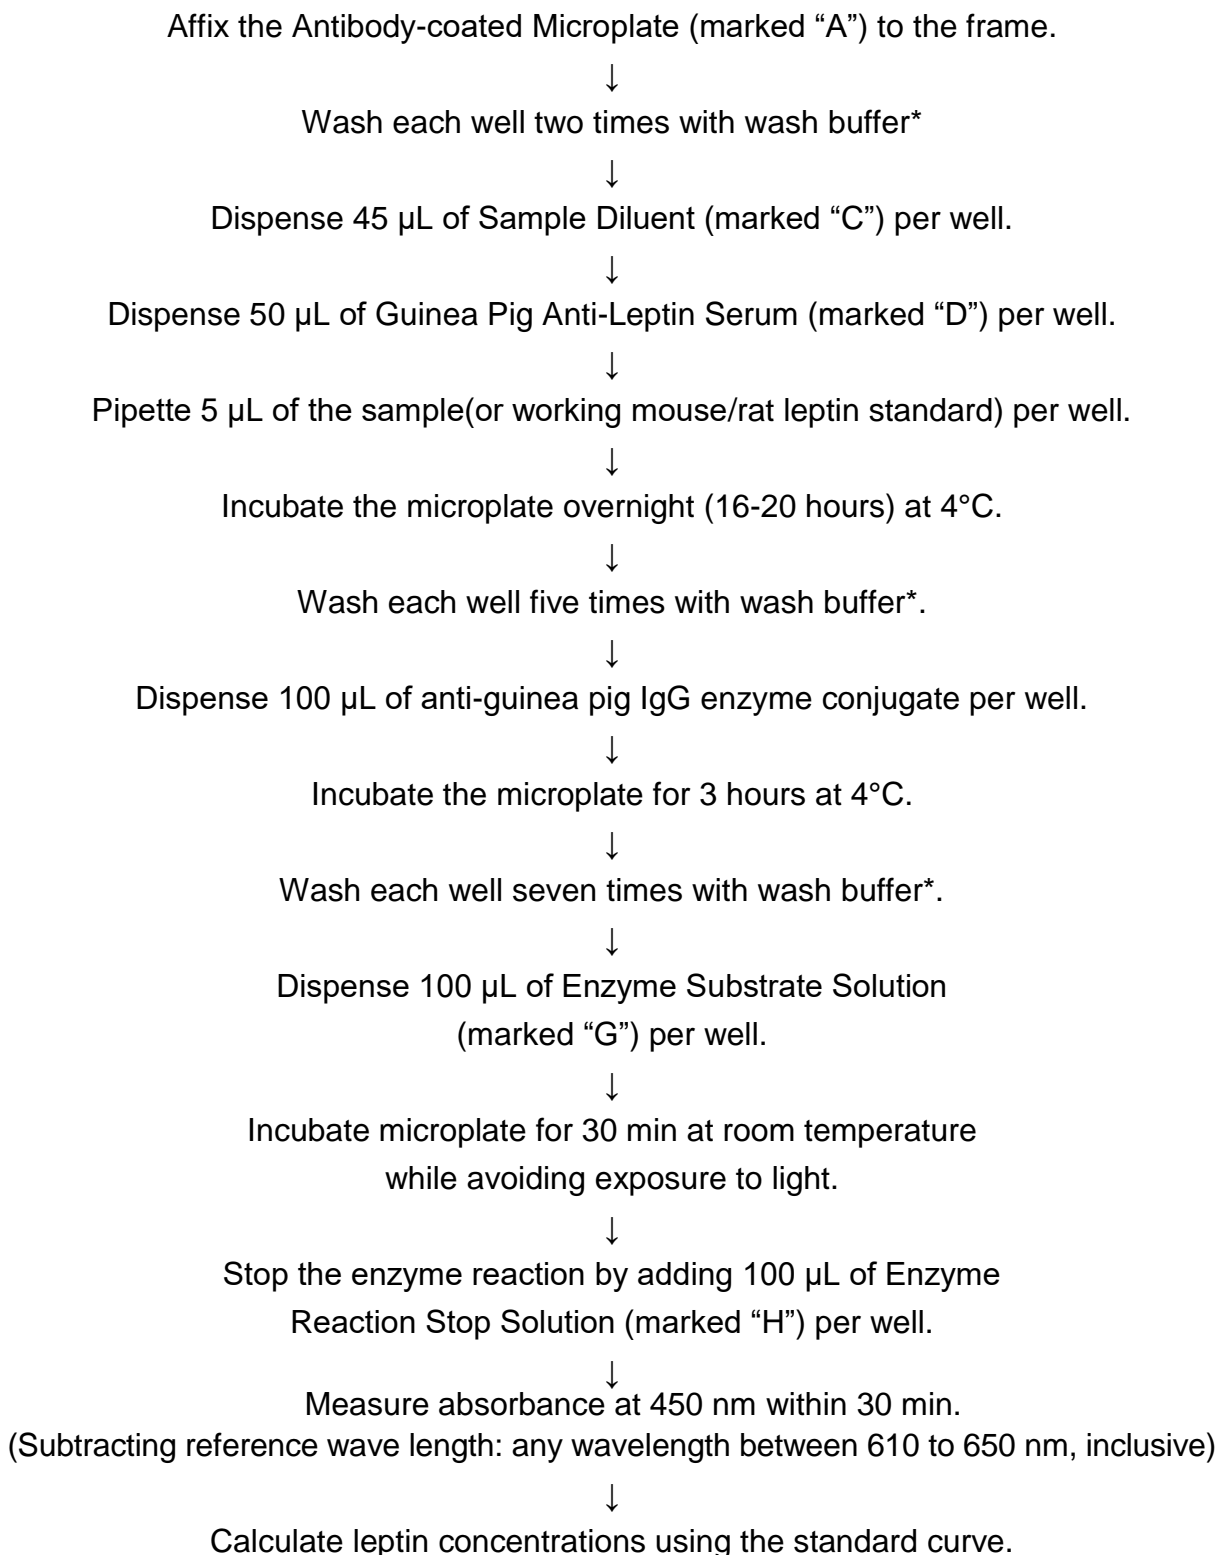 Affix the Antibody-coated Microplate (marked “A”) to the frame.
↓
Wash each well two times with wash buffer*
↓
Dispense 45 µL of Sample Diluent (marked “C”) per well.
↓
Dispense 50 µL of Guinea Pig Anti-Leptin Serum (marked “D”) per well.
↓
Pipette 5 µL of the sample(or working mouse/rat leptin standard) per well.
↓
Incubate the microplate overnight (16-20 hours) at 4°C.
↓
Wash each well five times with wash buffer*.
↓
Dispense 100 µL of anti-guinea pig IgG enzyme conjugate per well.
↓
Incubate the microplate for 3 hours at 4°C.
↓
Wash each well seven times with wash buffer*.
↓
Dispense 100 µL of Enzyme Substrate Solution
(marked “G”) per well.
↓
Incubate microplate for 30 min at room temperature
while avoiding exposure to light.
↓
Stop the enzyme reaction by adding 100 µL of Enzyme
Reaction Stop Solution (marked “H”) per well.
↓
Measure absorbance at 450 nm within 30 min.
(Subtracting reference wave length: any wavelength between 610 to 650 nm, inclusive)
↓
Calculate leptin concentrations using the standard curve.